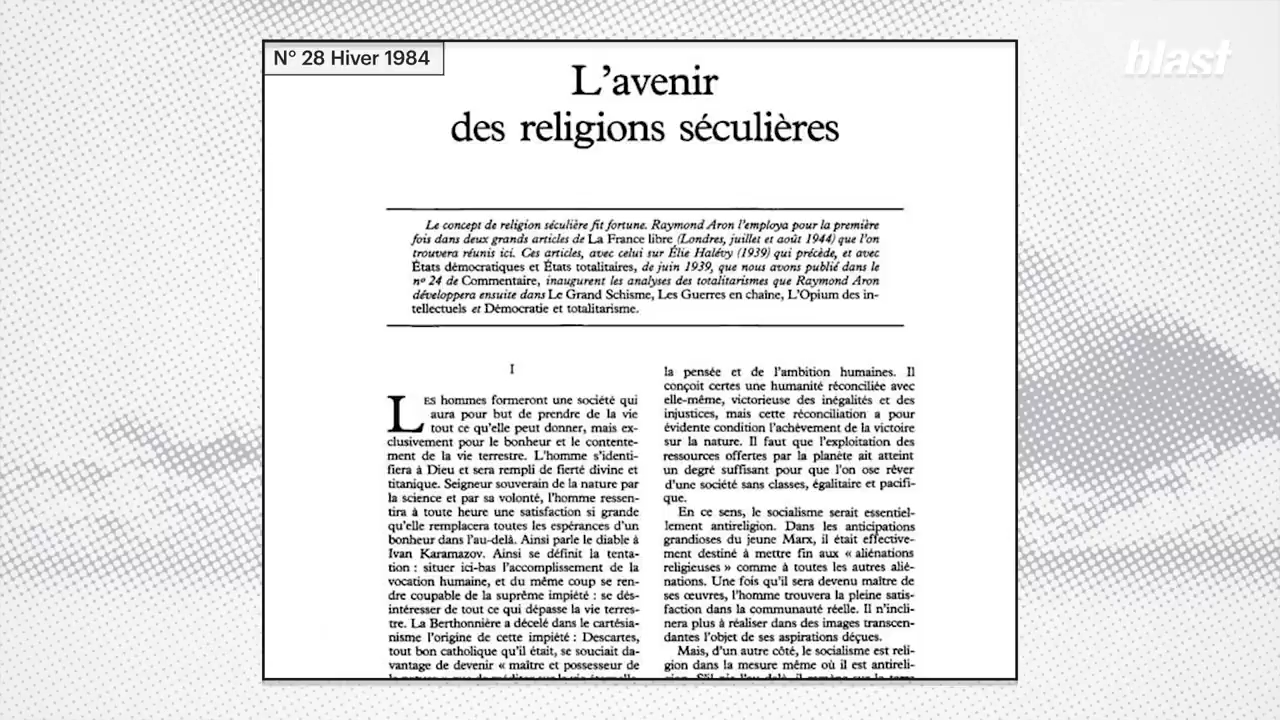 N° 28 Hiver 1984
blast
L'avenir
des religions séculières
Le concept de religion séculière fit fortune. Raymond Aron l'employa pour la première
fois dans deux grands articles de La France libre (Londres, juillet et août 1944) que l'on
trouvera réunis ici. Ces articles, avec celui sur Élie Halévy (1939) qui précède, et avec
États démocratiques et États totalitaires, de juin 1939, que nous avons publié dans le
n° 24 de Commentaire, inaugurent les analyses des totalitarismes que Raymond Aron
développera ensuite dans Le Grand Schisme, Les Guerres en chaîne, L'Opium des in-
tellectuels et Démocratie et totalitarisme.
I
LES hommes formeront une société qui
aura pour but de prendre de la vie
tout ce qu'elle peut donner, mais ex-
clusivement pour le bonheur et le contente-
ment de la vie terrestre. L'homme s'identi-
fiera à Dieu et sera rempli de fierté divine et
titanique. Seigneur souverain de la nature par
la science et par sa volonté, l'homme ressen-
tira à toute heure une satisfaction si grande
qu'elle remplacera toutes les espérances d'un
bonheur dans l'au-delà. Ainsi parle le diable à
Ivan Karamazov. Ainsi se définit la tenta-
tion : situer ici-bas l'accomplissement de la
vocation humaine, et du même coup se ren-
dre coupable de la suprême impiété : se dés-
intéresser de tout ce qui dépasse la vie terres-
tre. La Berthonnière a décelé dans le cartésia-
nisme l'origine de cette impiété : Descartes,
tout bon catholique qu'il était, se souciait da-
vantage de devenir « maître et possesseur de
la pensée et de l'ambition humaines. Il
conçoit certes une humanité réconciliée avec
elle-même, victorieuse des inégalités et des
injustices, mais cette réconciliation a pour
évidente condition l'achèvement de la victoire
sur la nature. Il faut que l'exploitation des
ressources offertes par la planète ait atteint
un degré suffisant pour que l'on ose rêver
d'une société sans classes, égalitaire et pacifi-
que.
En ce sens, le socialisme serait essentiel-
lement antireligion. Dans les anticipations
grandioses du jeune Marx, il était effective-
ment destiné à mettre fin aux « aliénations
religieuses » comme à toutes les autres alié-
nations. Une fois qu'il sera devenu maître de
ses œuvres, l'homme trouvera la pleine satis-
faction dans la communauté réelle. Il n'incli-
nera plus à réaliser dans des images transcen-
dantes l'objet de ses aspirations déçues.
Mais, d'un autre côté, le socialisme est reli-
gion dans la mesure même où il est antireli-